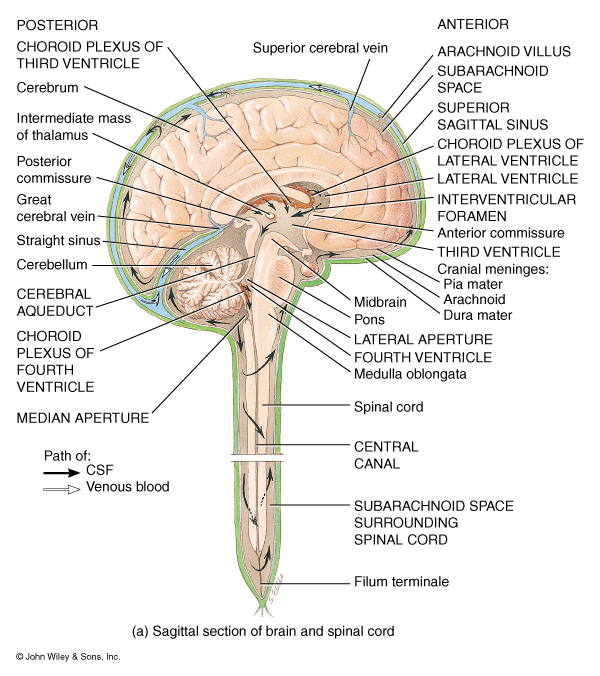 POSTERIOR
CHOROID PLEXUS OF
THIRD VENTRICLE
Cerebrum
Intermediate mass
of thalamus
Posterior
commissure
Great
cerebral vein
Straight sinus
Cerebellum
CEREBRAL
AQUEDUCT
CHOROID
PLEXUS OF
FOURTH
VENTRICLE
MEDIAN APERTURE
Path of:
CSF
Venous blood
Superior cerebral vein
ANTERIOR
ARACHNOID VILLUS
SUBARACHNOID
SPACE
SUPERIOR
SAGITTAL SINUS
CHOROID PLEXUS OF
LATERAL VENTRICLE
LATERAL VENTRICLE
INTERVENTRICULAR
FORAMEN
Anterior commissure
THIRD VENTRICLE
Cranial meninges:
Pia mater
Arachnoid
Dura mater
Midbrain
Pons
LATERAL APERTURE
FOURTH VENTRICLE
Medulla oblongata
Spinal cord
CENTRAL
CANAL
SUBARACHNOID SPACE
SURROUNDING
SPINAL CORD
Filum terminale
(a) Sagittal section of brain and spinal cord
© John Wiley & Sons, Inc.